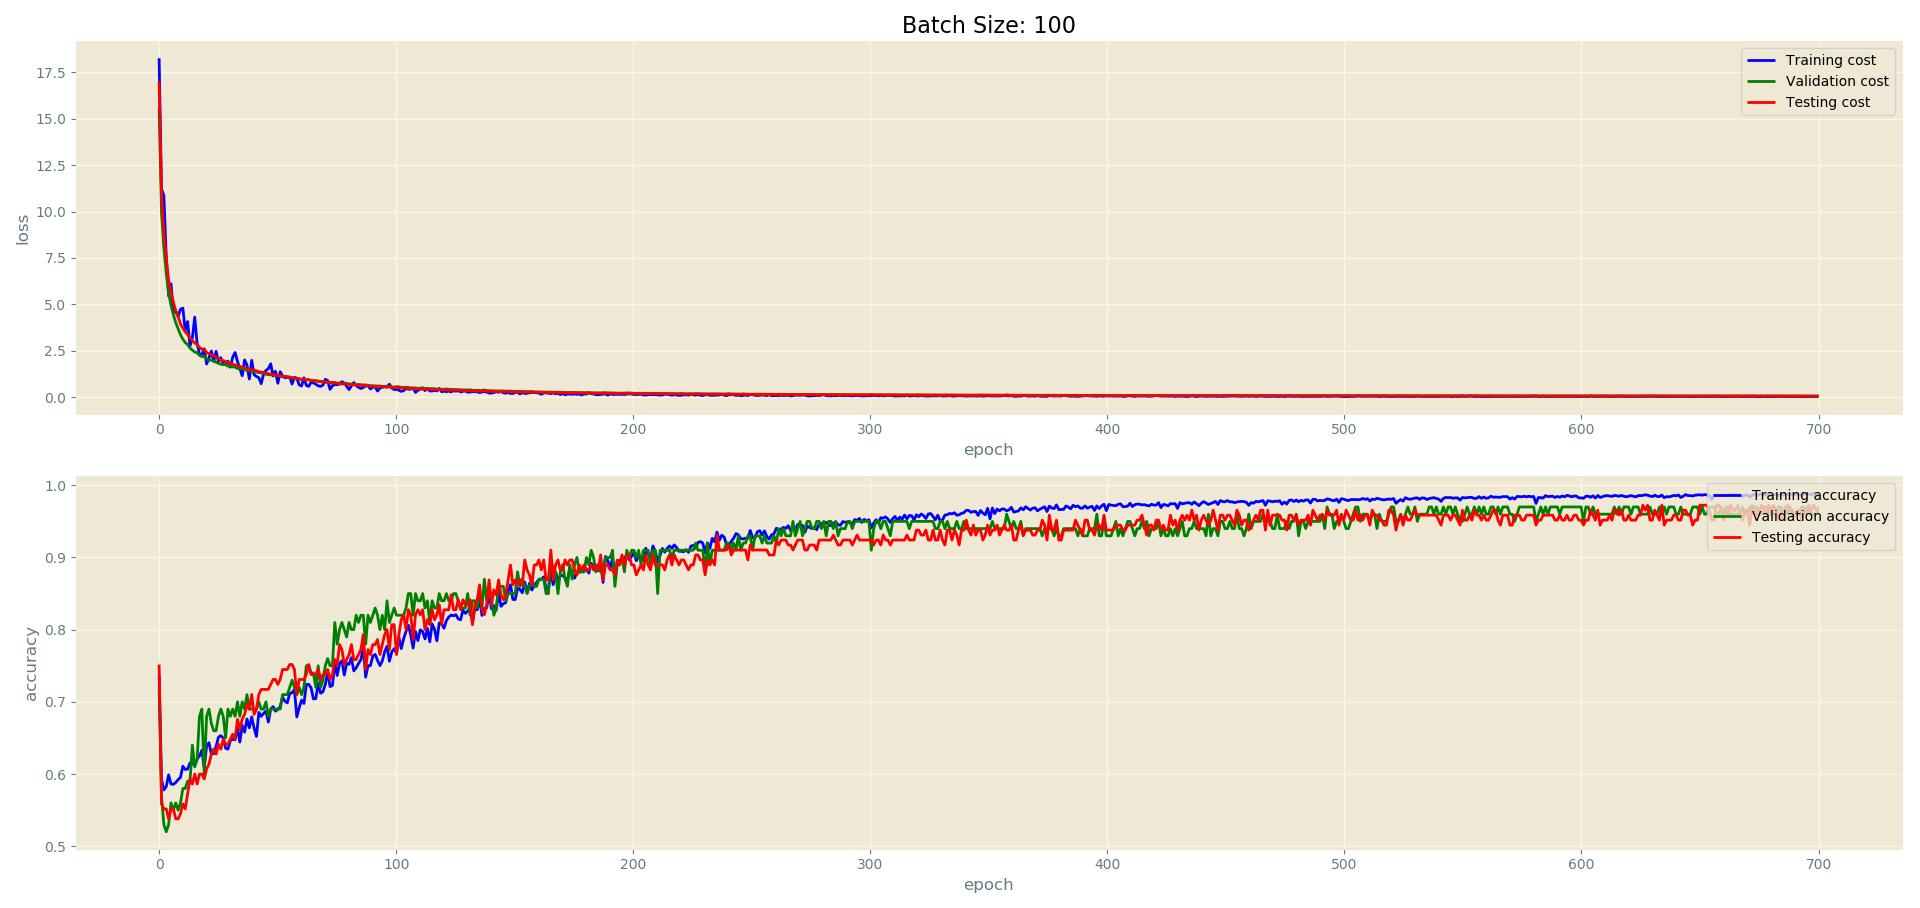 Batch Size: 100
17.5
15.0
12.5
10.0
7.5
5.0
2.5
0.0
loss
Training cost
Validation cost
Testing cost
0 100 200 300 400 500 600 700
epoch
1.0
0.9
0.8
0.7
0.6
0.5
accuracy
Training accuracy
Validation accuracy
Testing accuracy
0 100 200 300 400 500 600 700
epoch